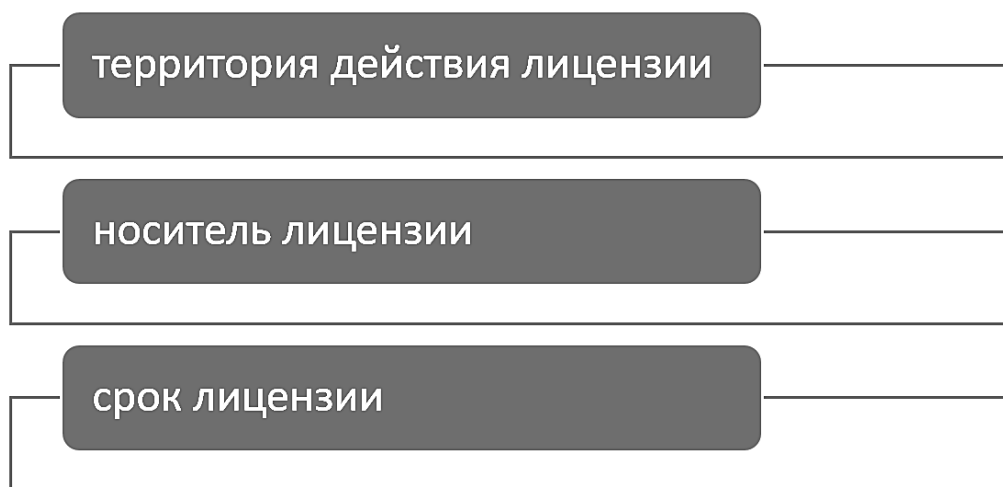 территория действия лицензии
носитель лицензии
срок лицензии